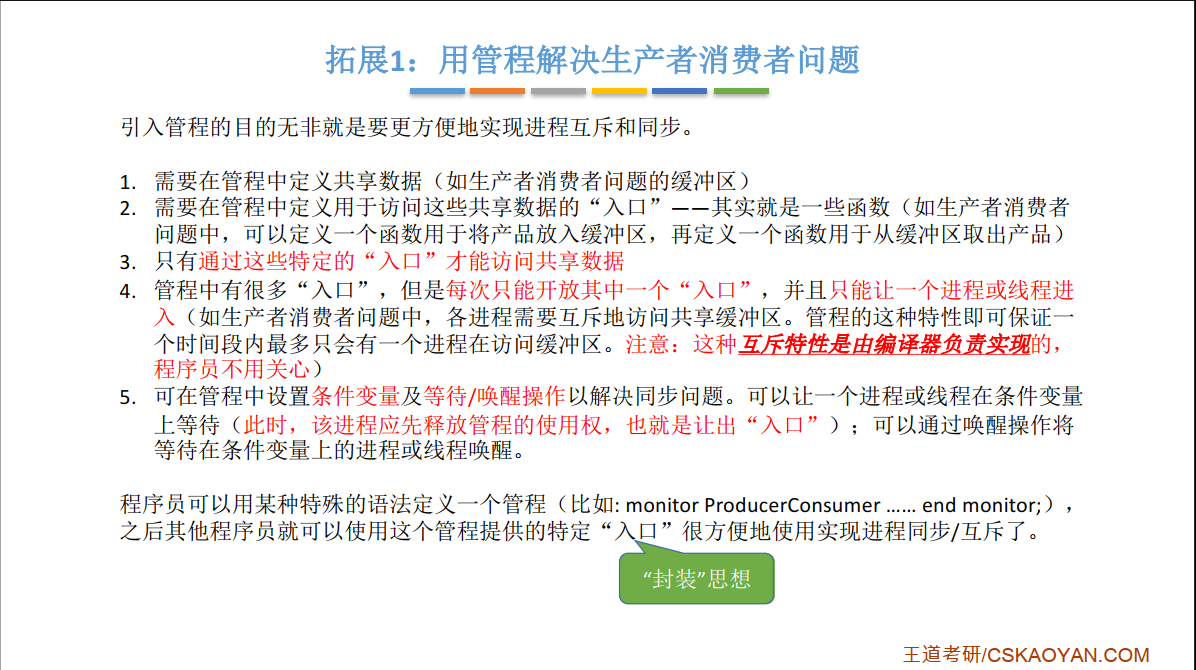 拓展1：用管程解决生产者消费者问题
引入管程的目的无非就是要更方便地实现进程互斥和同步。
1. 需要在管程中定义共享数据（如生产者消费者问题的缓冲区）
2. 需要在管程中定义用于访问这些共享数据的“入口”——其实就是一些函数（如生产者消费者
问题中，可以定义一个函数用于将产品放入缓冲区，再定义一个函数用于从缓冲区取出产品）
3. 只有通过这些特定的“入口”才能访问共享数据
4. 管程中有很多“入口”，但是每次只能开放其中一个“入口”，并且只能让一个进程或线程进
入（如生产者消费者问题中，各进程需要互斥地访问共享缓冲区。管程的这种特性即可保证一
个时间段内最多只会有一个进程在访问缓冲区。注意：这种互斥特性是由编译器负责实现的，
程序员不用关心）
5. 可在管程中设置条件变量及等待/唤醒操作以解决同步问题。可以让一个进程或线程在条件变量
上等待（此时，该进程应先释放管程的使用权，也就是让出“入口”）；可以通过唤醒操作将
等待在条件变量上的进程或线程唤醒。
程序员可以用某种特殊的语法定义一个管程（比如: monitor ProducerConsumer …… end monitor;），
之后其他程序员就可以使用这个管程提供的特定“入口”很方便地使用实现进程同步/互斥了。
“封装”思想
王道考研/CSKAOYAN.COM